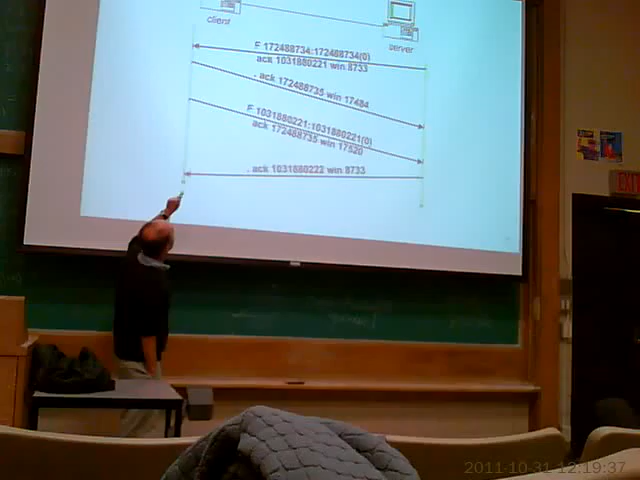 client
server
F 172488734:172488734(0)
ack 1031880221 win 8733
. ack 172488735 win 17484
F 1031880221:1031880221(0)
ack 172488735 win 17520
. ack 1031880222 win 8733
EXIT
2011-10-31 12:19:37